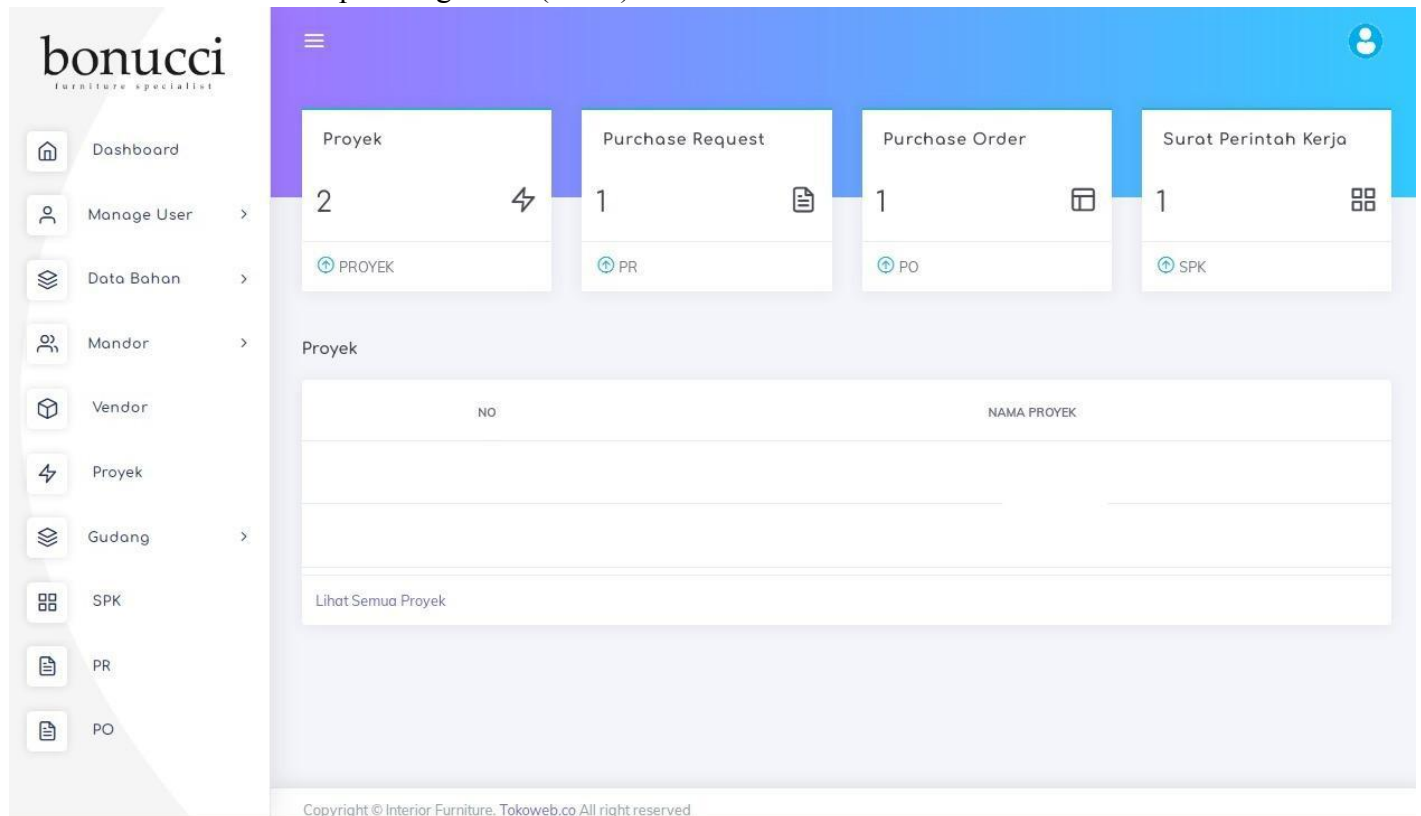 bonucci
furniture specialist
Dashboard
Manage User
Data Bahan
Mandor
Vendor
Proyek
Gudang
SPK
PR
PO
Proyek
2
PROYEK
Purchase Request
1
PR
Purchase Order
1
PO
Surat Perintah Kerja
1
SPK
Proyek
NO NAMA PROYEK
Lihat Semua Proyek
Copyright © Interior Furniture. Tokoweb.co All right reserved